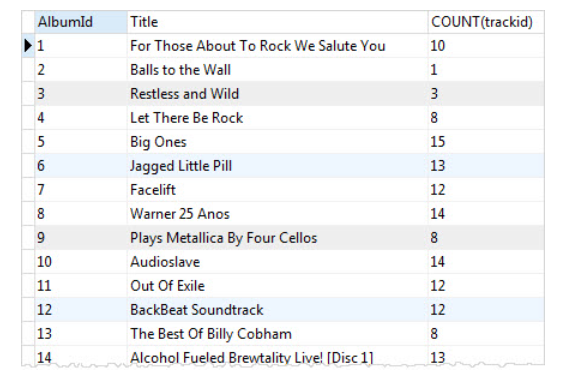 AlbumId Title COUNT(trackid)
1 For Those About To Rock We Salute You 10
2 Balls to the Wall 1
3 Restless and Wild 3
4 Let There Be Rock 8
5 Big Ones 15
6 Jagged Little Pill 13
7 Facelift 12
8 Warner 25 Anos 14
9 Plays Metallica By Four Cellos 8
10 Audioslave 14
11 Out Of Exile 12
12 BackBeat Soundtrack 12
13 The Best Of Billy Cobham 8
14 Alcohol Fueled Brewtality Live! [Disc 1] 13